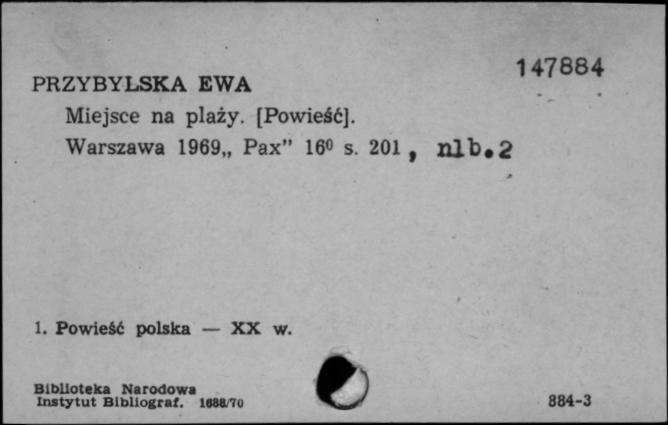 147884
PRZYBYLSKA EWA
Miejsce na plaży. [Powieść].
Warszawa 1969„ Pax” 16⁰ s. 201, nlb.2
1. Powieść polska — XX w.
Biblioteka Narodowa
Instytut Bibliograf. 1688/70
884-3